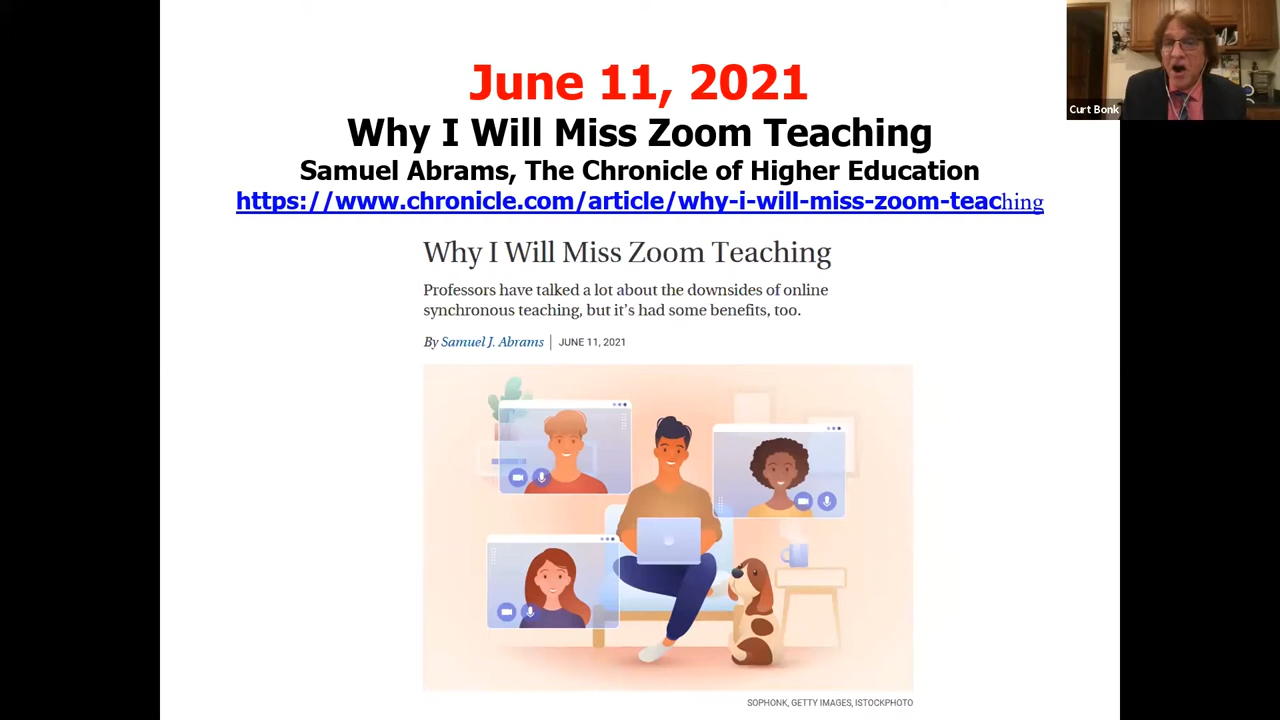 June 11, 2021
Why I Will Miss Zoom Teaching
Samuel Abrams, The Chronicle of Higher Education
https://www.chronicle.com/article/why-i-will-miss-zoom-teaching
Why I Will Miss Zoom Teaching
Professors have talked a lot about the downsides of online
synchronous teaching, but it’s had some benefits, too.
By Samuel J. Abrams | JUNE 11, 2021
SOPHONK, GETTY IMAGES, ISTOCKPHOTO
Curt Bonk